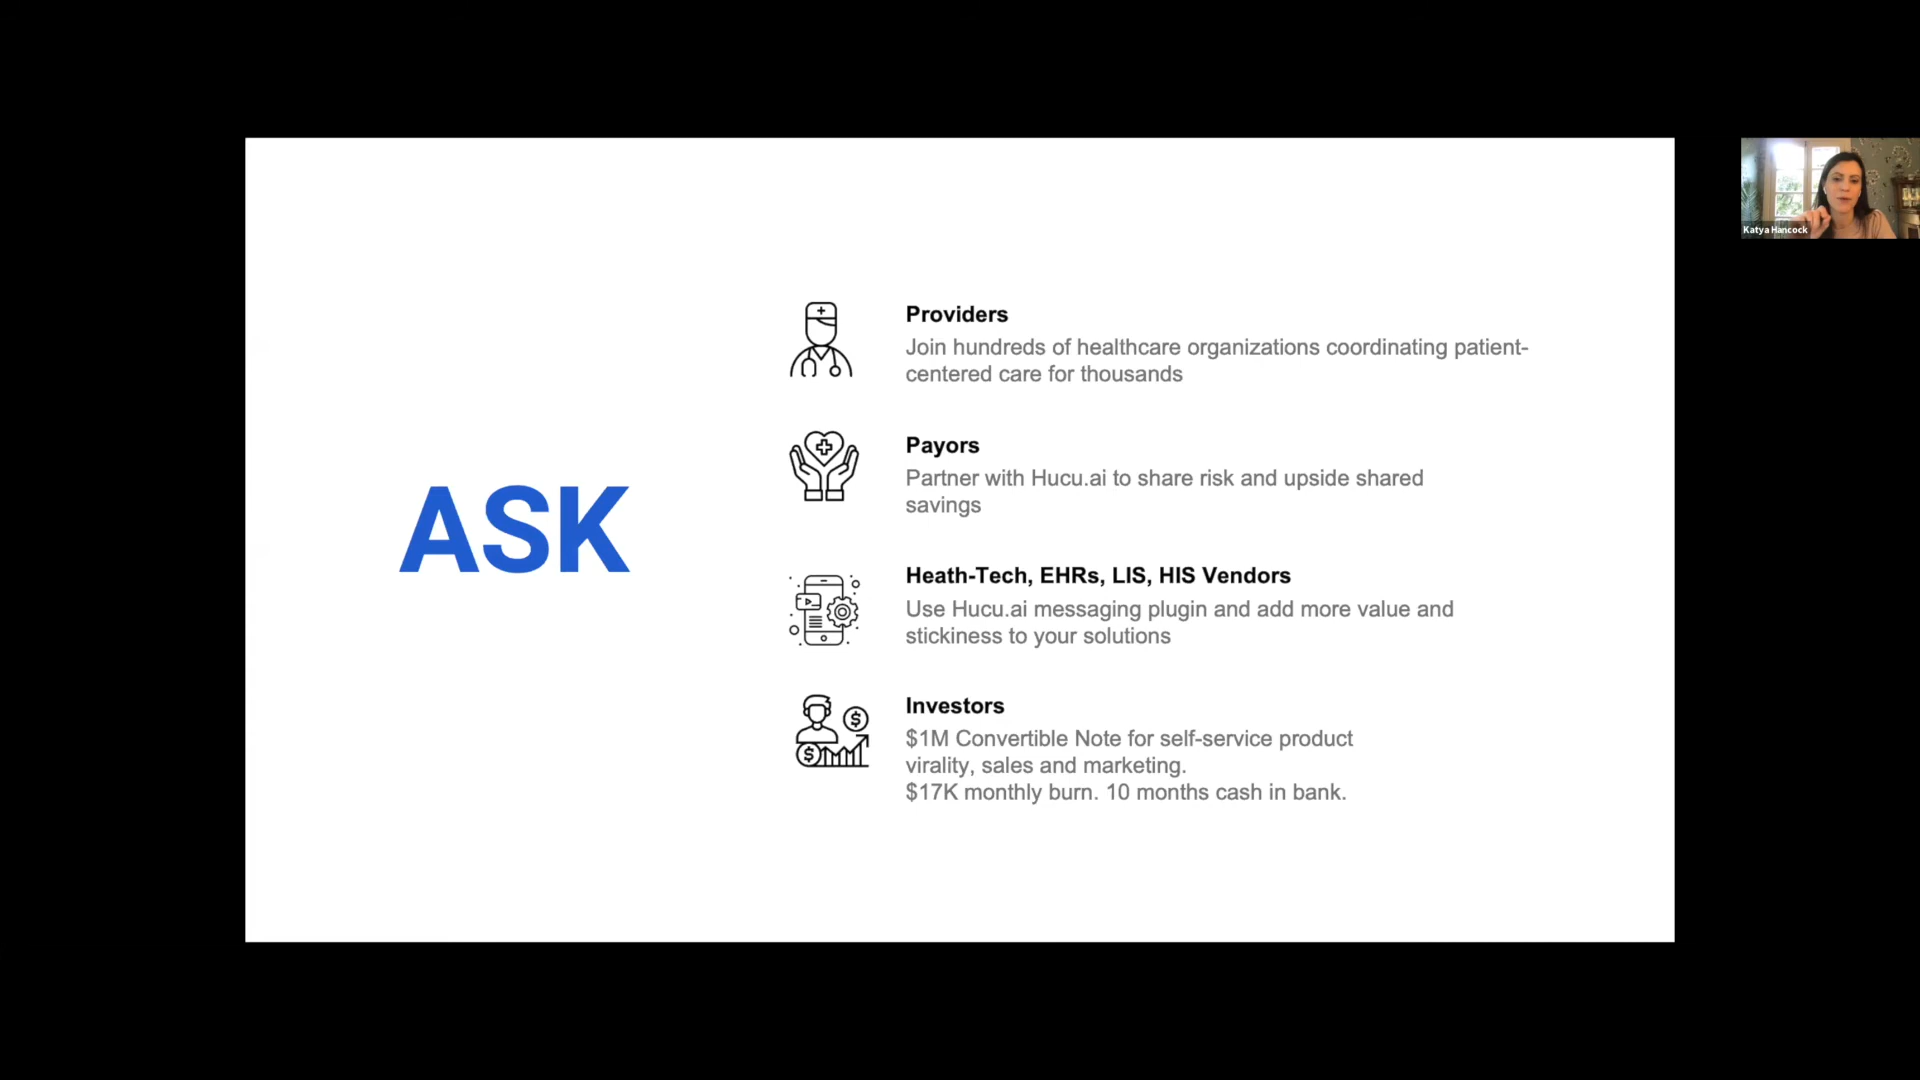 ASK
Providers
Join hundreds of healthcare organizations coordinating patient-
centered care for thousands
Payors
Partner with Hucu.ai to share risk and upside shared
savings
Heath-Tech, EHRs, LIS, HIS Vendors
Use Hucu.ai messaging plugin and add more value and
stickiness to your solutions
Investors
$1M Convertible Note for self-service product
virality, sales and marketing.
$17K monthly burn. 10 months cash in bank.
Katya Hancock